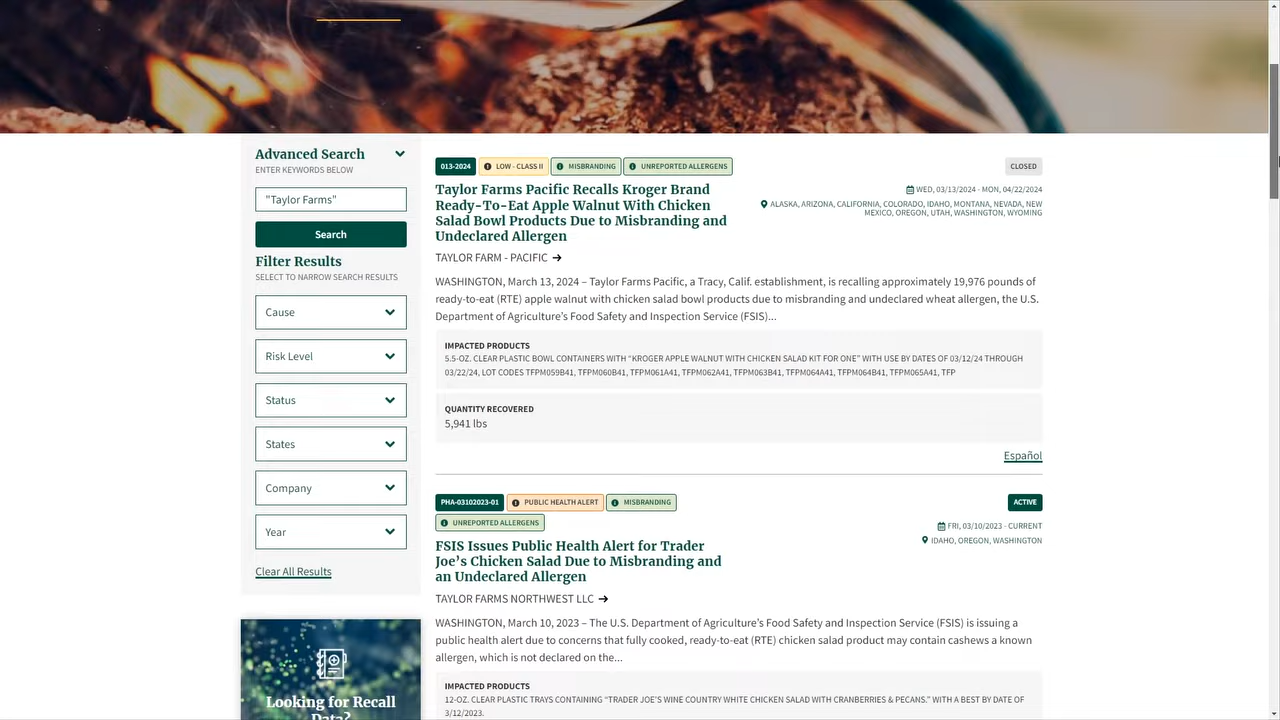 Advanced Search
ENTER KEYWORDS BELOW
"Taylor Farms"
Search
Filter Results
SELECT TO NARROW SEARCH RESULTS
Cause
Risk Level
Status
States
Company
Year
Clear All Results
Looking for Recall
Data?
013-2024
LOW - CLASS II
MISBRANDING
UNREPORTED ALLERGENS
CLOSED
Taylor Farms Pacific Recalls Kroger Brand
Ready-To-Eat Apple Walnut With Chicken
Salad Bowl Products Due to Misbranding and
Undeclared Allergen
WED, 03/13/2024 - MON, 04/22/2024
ALASKA, ARIZONA, CALIFORNIA, COLORADO, IDAHO, MONTANA, NEVADA, NEW
MEXICO, OREGON, UTAH, WASHINGTON, WYOMING
TAYLOR FARM - PACIFIC
WASHINGTON, March 13, 2024 – Taylor Farms Pacific, a Tracy, Calif. establishment, is recalling approximately 19,976 pounds of
ready-to-eat (RTE) apple walnut with chicken salad bowl products due to misbranding and undeclared wheat allergen, the U.S.
Department of Agriculture's Food Safety and Inspection Service (FSIS)...
IMPACTED PRODUCTS
5.5-OZ. CLEAR PLASTIC BOWL CONTAINERS WITH "KROGER APPLE WALNUT WITH CHICKEN SALAD KIT FOR ONE" WITH USE BY DATES OF 03/12/24 THROUGH
03/22/24, LOT CODES TFPM059B41, TFPM060B41, TFPM061A41, TFPM062A41, TFPM063B41, TFPM064A41, TFPM064B41, TFPM065A41, TFP
QUANTITY RECOVERED
5,941 lbs
Español
PHA-03102023-01
PUBLIC HEALTH ALERT
MISBRANDING
UNREPORTED ALLERGENS
ACTIVE
FSIS Issues Public Health Alert for Trader
Joe's Chicken Salad Due to Misbranding and
an Undeclared Allergen
FRI, 03/10/2023 - CURRENT
IDAHO, OREGON, WASHINGTON
TAYLOR FARMS NORTHWEST LLC
WASHINGTON, March 10, 2023 – The U.S. Department of Agriculture's Food Safety and Inspection Service (FSIS) is issuing a
public health alert due to concerns that fully cooked, ready-to-eat (RTE) chicken salad product may contain cashews a known
allergen, which is not declared on the...
IMPACTED PRODUCTS
12-OZ. CLEAR PLASTIC TRAYS CONTAINING "TRADER JOE'S WINE COUNTRY WHITE CHICKEN SALAD WITH CRANBERRIES & PECANS." WITH A BEST BY DATE OF
3/12/2023.